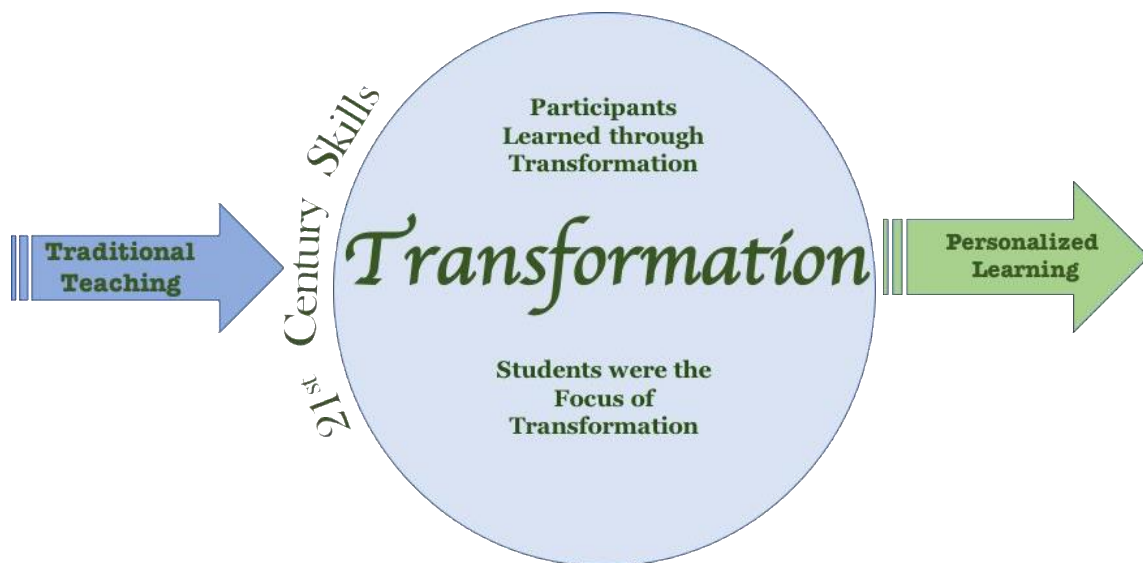 Traditional
Teaching
21st Century Skills
Participants
Learned through
Transformation
Transformation
Students were the
Focus of
Transformation
Personalized
Learning